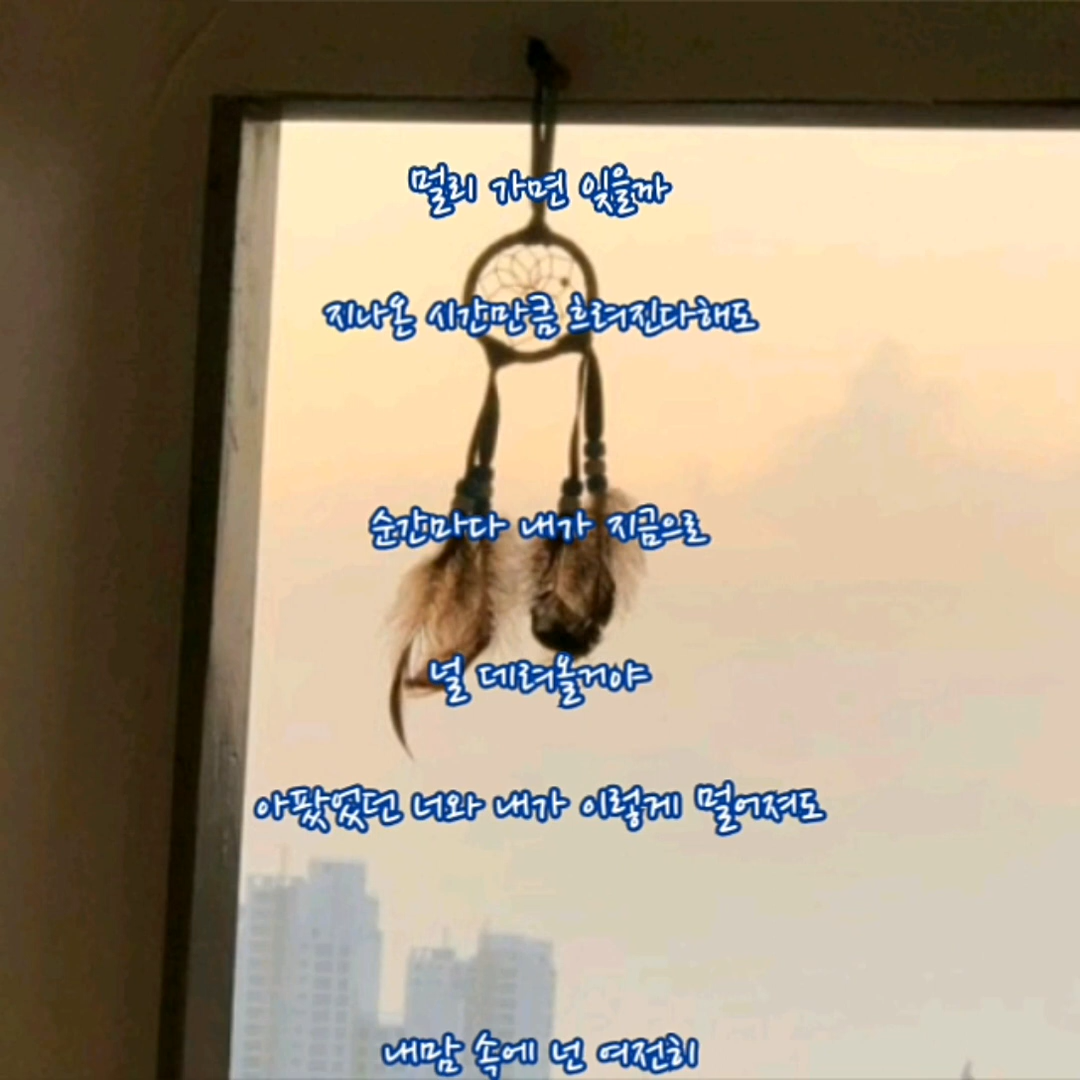 멀리 가면 잊을까
지나온 시간만큼 흐려진다해도
순간마다 내가 지금으로
널 데려올거야
아팠었던 너와 내가 이렇게 멀어져도
내맘 속에 넌 여전히